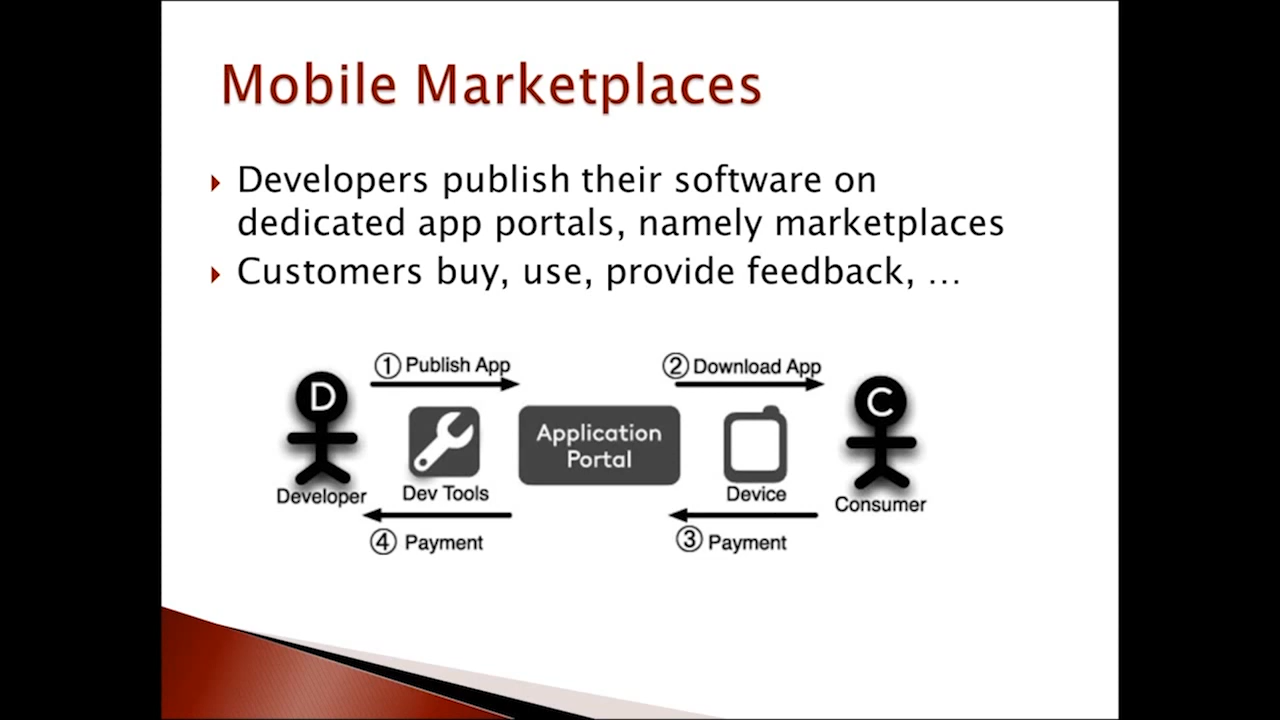 Mobile Marketplaces
Developers publish their software on
dedicated app portals, namely marketplaces
Customers buy, use, provide feedback, …
① Publish App
② Download App
D
C
Application
Portal
Developer
Dev Tools
Device
Consumer
④ Payment
③ Payment